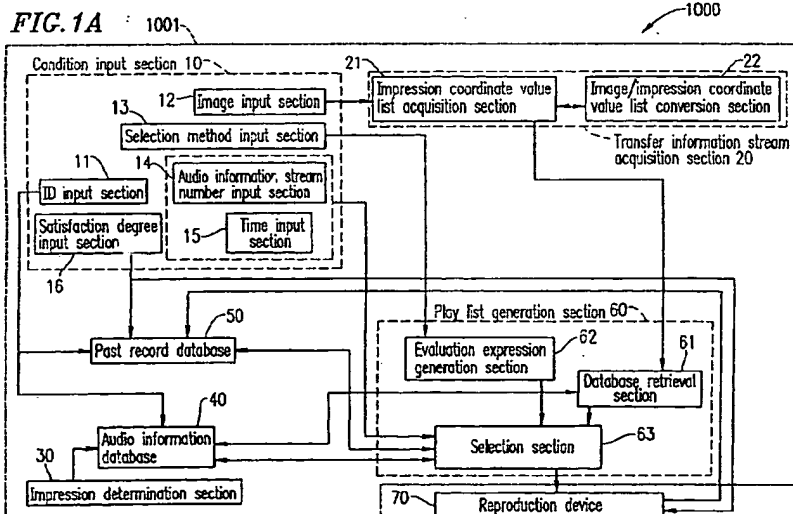 FIG. 1A
1001
1000
Condition input section 10
12
Image input section
13
Selection method input section
11
ID input section
14
Audio information stream
number input section
15
Time input
section
Satisfaction degree
input section
16
21
Impression coordinate value
list acquisition section
22
Image/impression coordinate
value list conversion section
Transfer information stream
acquisition section 20
50
Past record database
Play list generation section 60
62
Evaluation expression
generation section
61
Database retrieval
section
40
Audio information
database
63
Selection section
30
Impression determination section
70
Reproduction device